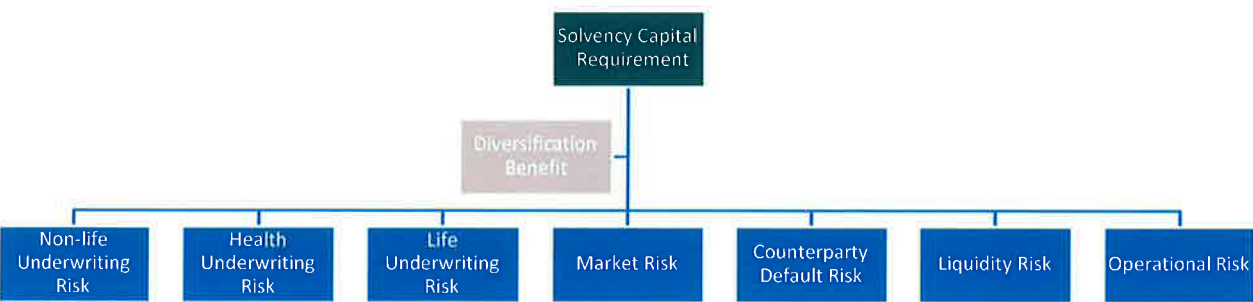 Solvency Capital
Requirement
Diversification
Benefit
Non-life
Underwriting
Risk
Health
Underwriting
Risk
Life
Underwriting
Risk
Market Risk
Counterparty
Default Risk
Liquidity Risk
Operational Risk